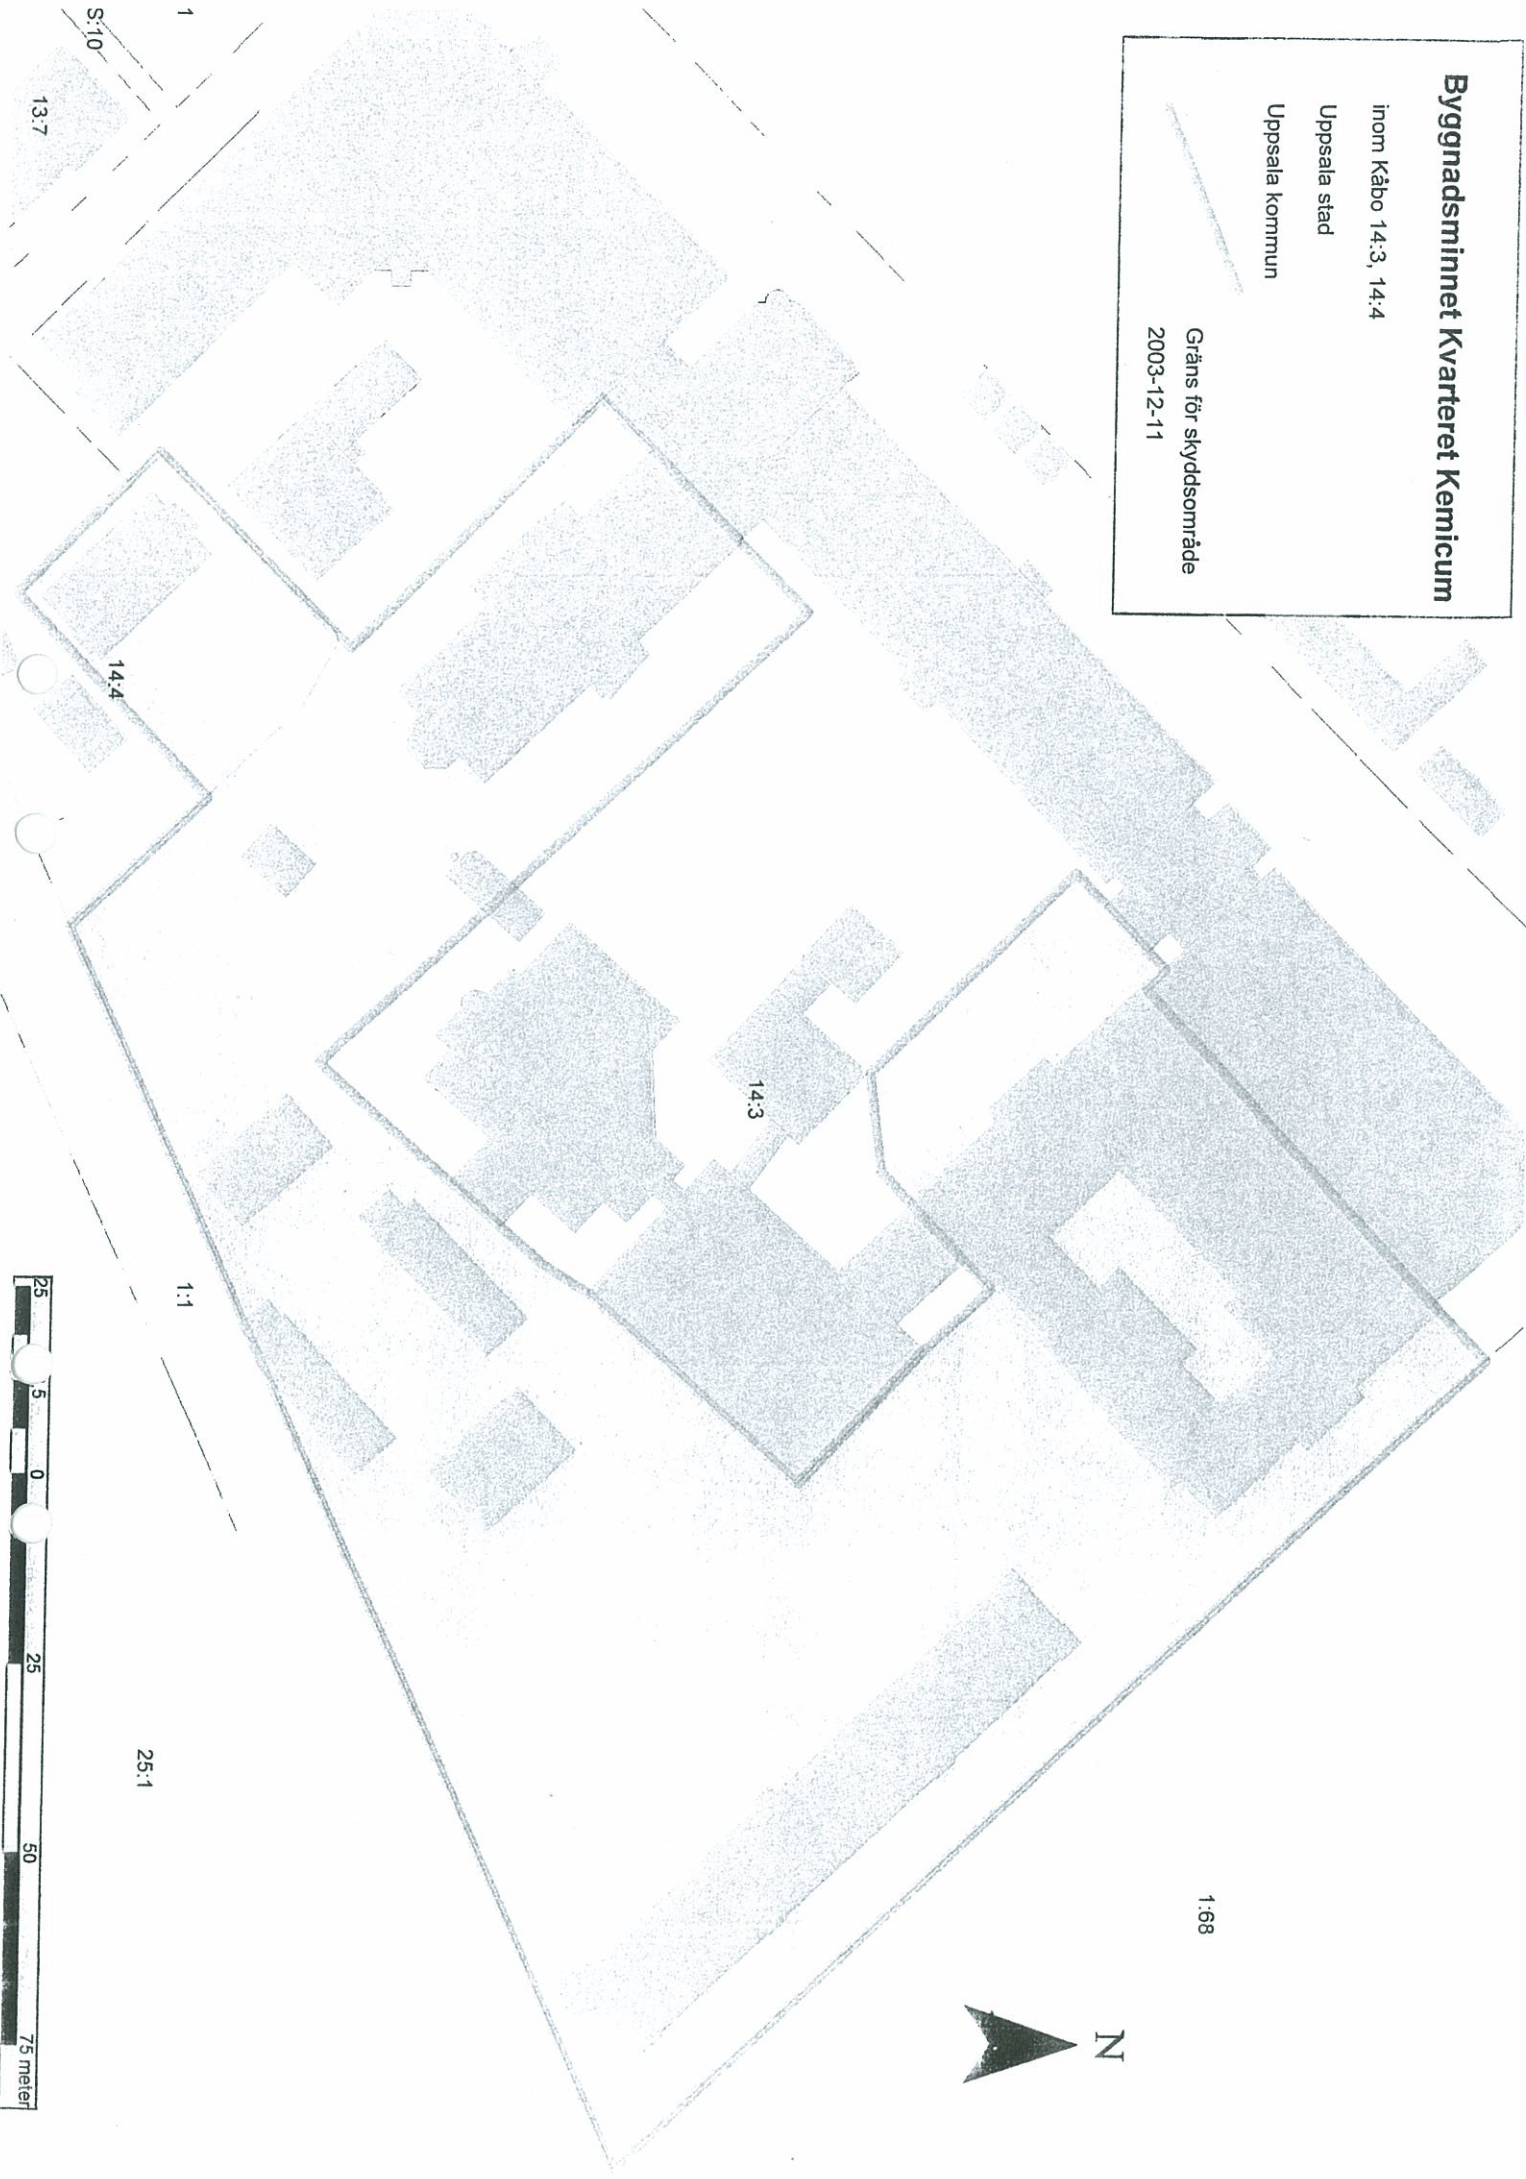 Byggnadsminnet Kvarteret Kemicum
inom Kåbo 14:3, 14:4
Uppsala stad
Uppsala kommun
Gräns för skyddsområde
2003-12-11
N
1:68
14:3
14:4
1:1
25:1
1
S:10
13:7
25 5 0 25 50 75 meter